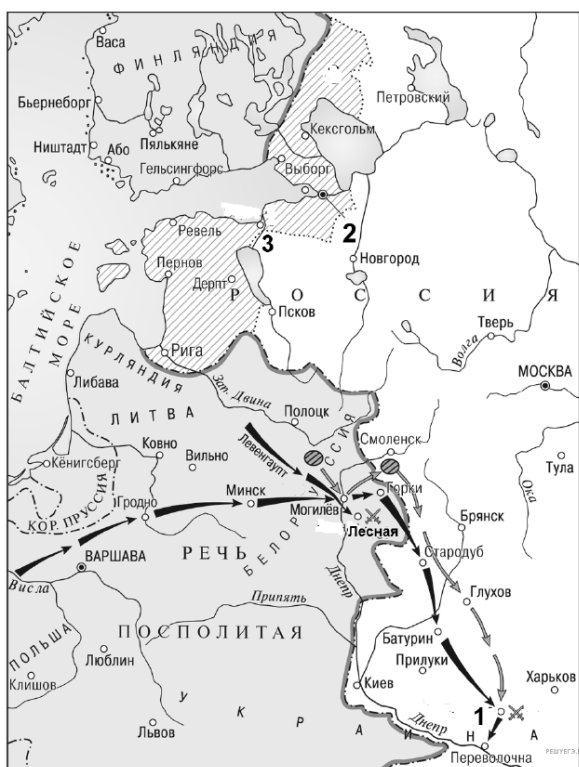 Васа
ФИНЛЯНДИЯ
Петровский
Бьернеборг
Кексгольм
Пялькяне
Ништадт
Або
Гельсингфорс
Выборг
Ревель
3
2
Пернов
Новгород
Дерпт
РОССИЯ
Псков
БАЛТИЙСКОЕ
МОРЕ
Тверь
Волга
Рига
КУРЛЯНДИЯ
МОСКВА
Либава
Зап. Двина
Полоцк
ЛИТВА
Смоленск
Левенгаупт
Ковно
Вильно
Тула
Кёнигсберг
Ока
Минск
Горки
КОР. ПРУССИЯ
Гродно
Могилёв
Брянск
Лесная
БЕЛОРУССИЯ
ВАРШАВА
РЕЧЬ
Стародуб
Висла
Днепр
Припять
Глухов
ПОСПОЛИТАЯ
Батурин
ПОЛЬША
Люблин
Прилуки
Клишов
Киев
Харьков
1
УКРАИНА
Львов
Днепр
Переволочна
РЕШУЕГЭ.